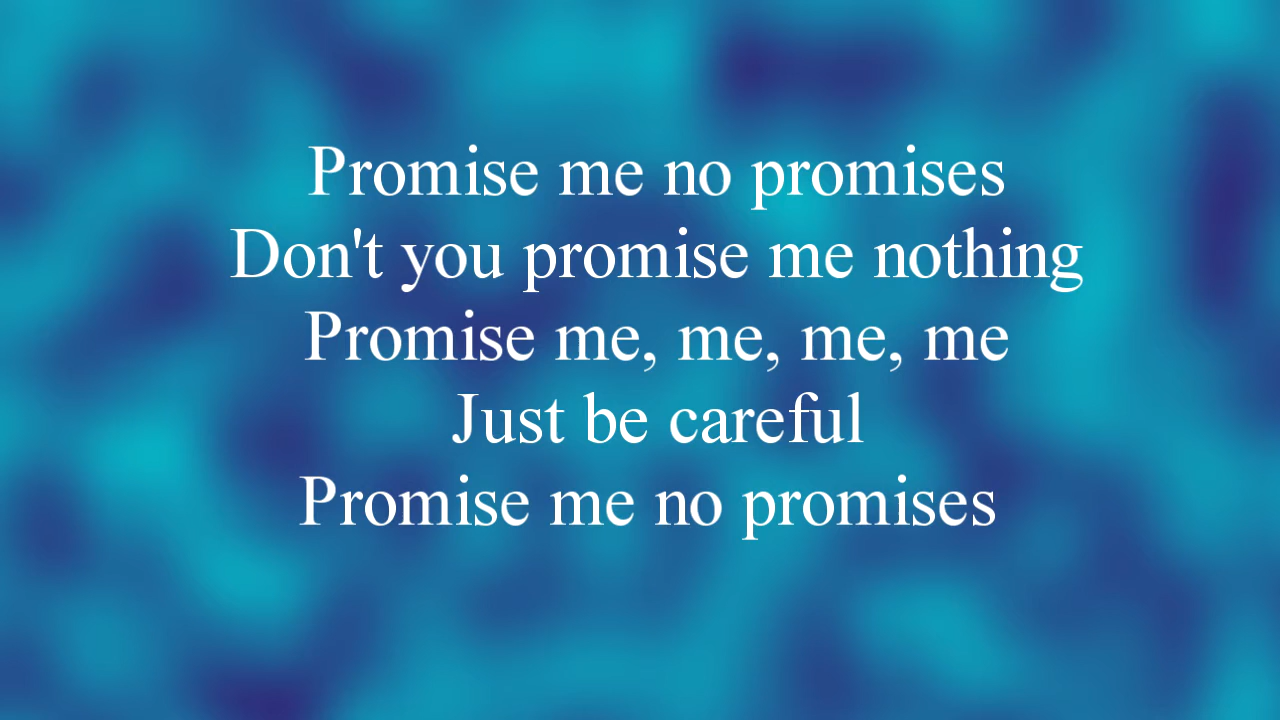 Promise me no promises
Don't you promise me nothing
Promise me, me, me, me
Just be careful
Promise me no promises